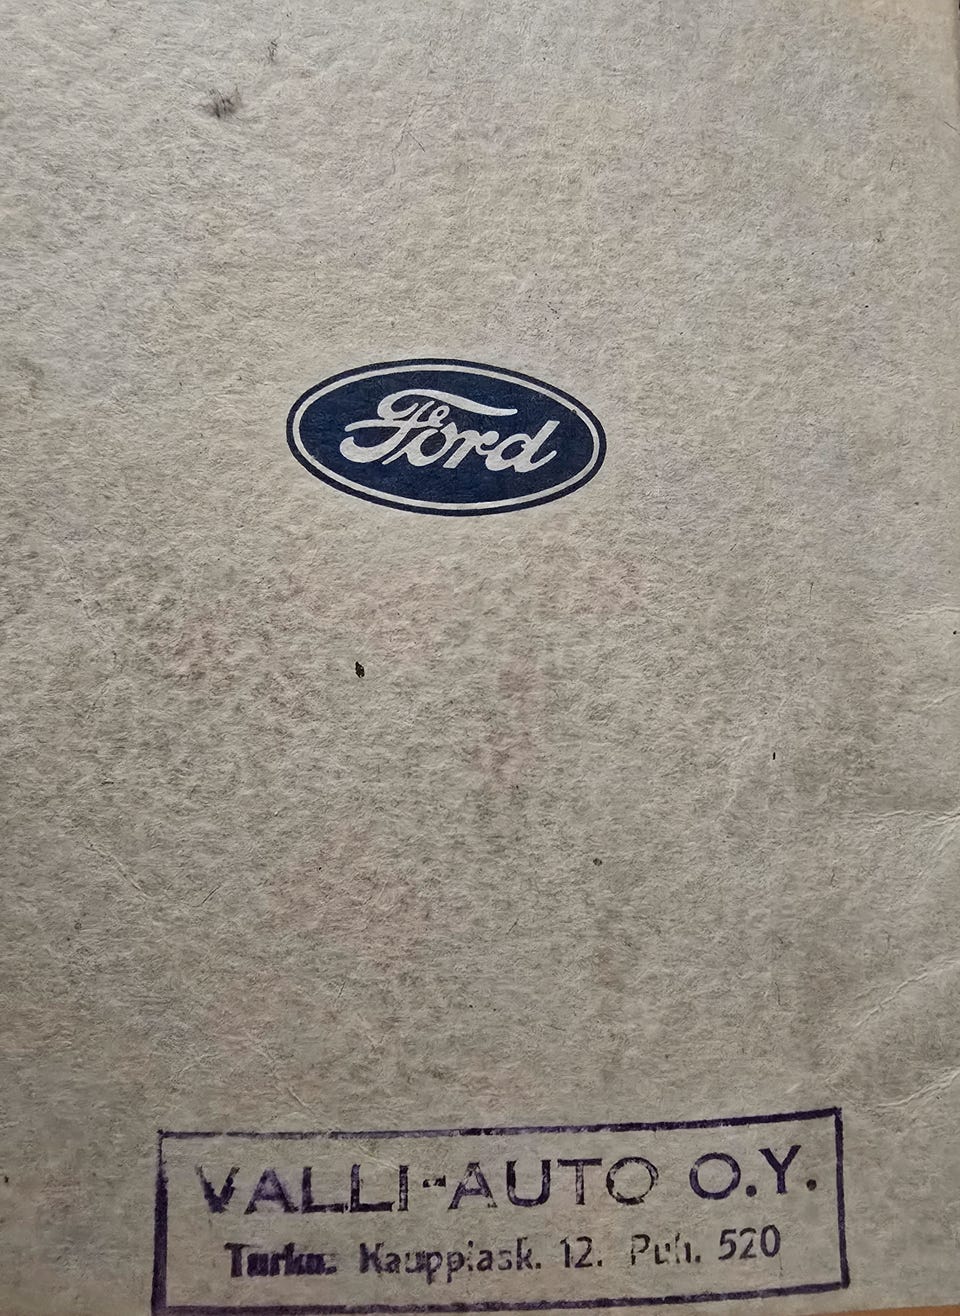 Ford
VALLI-AUTO O.Y.
Turku. Kauppiask. 12. Puh. 520